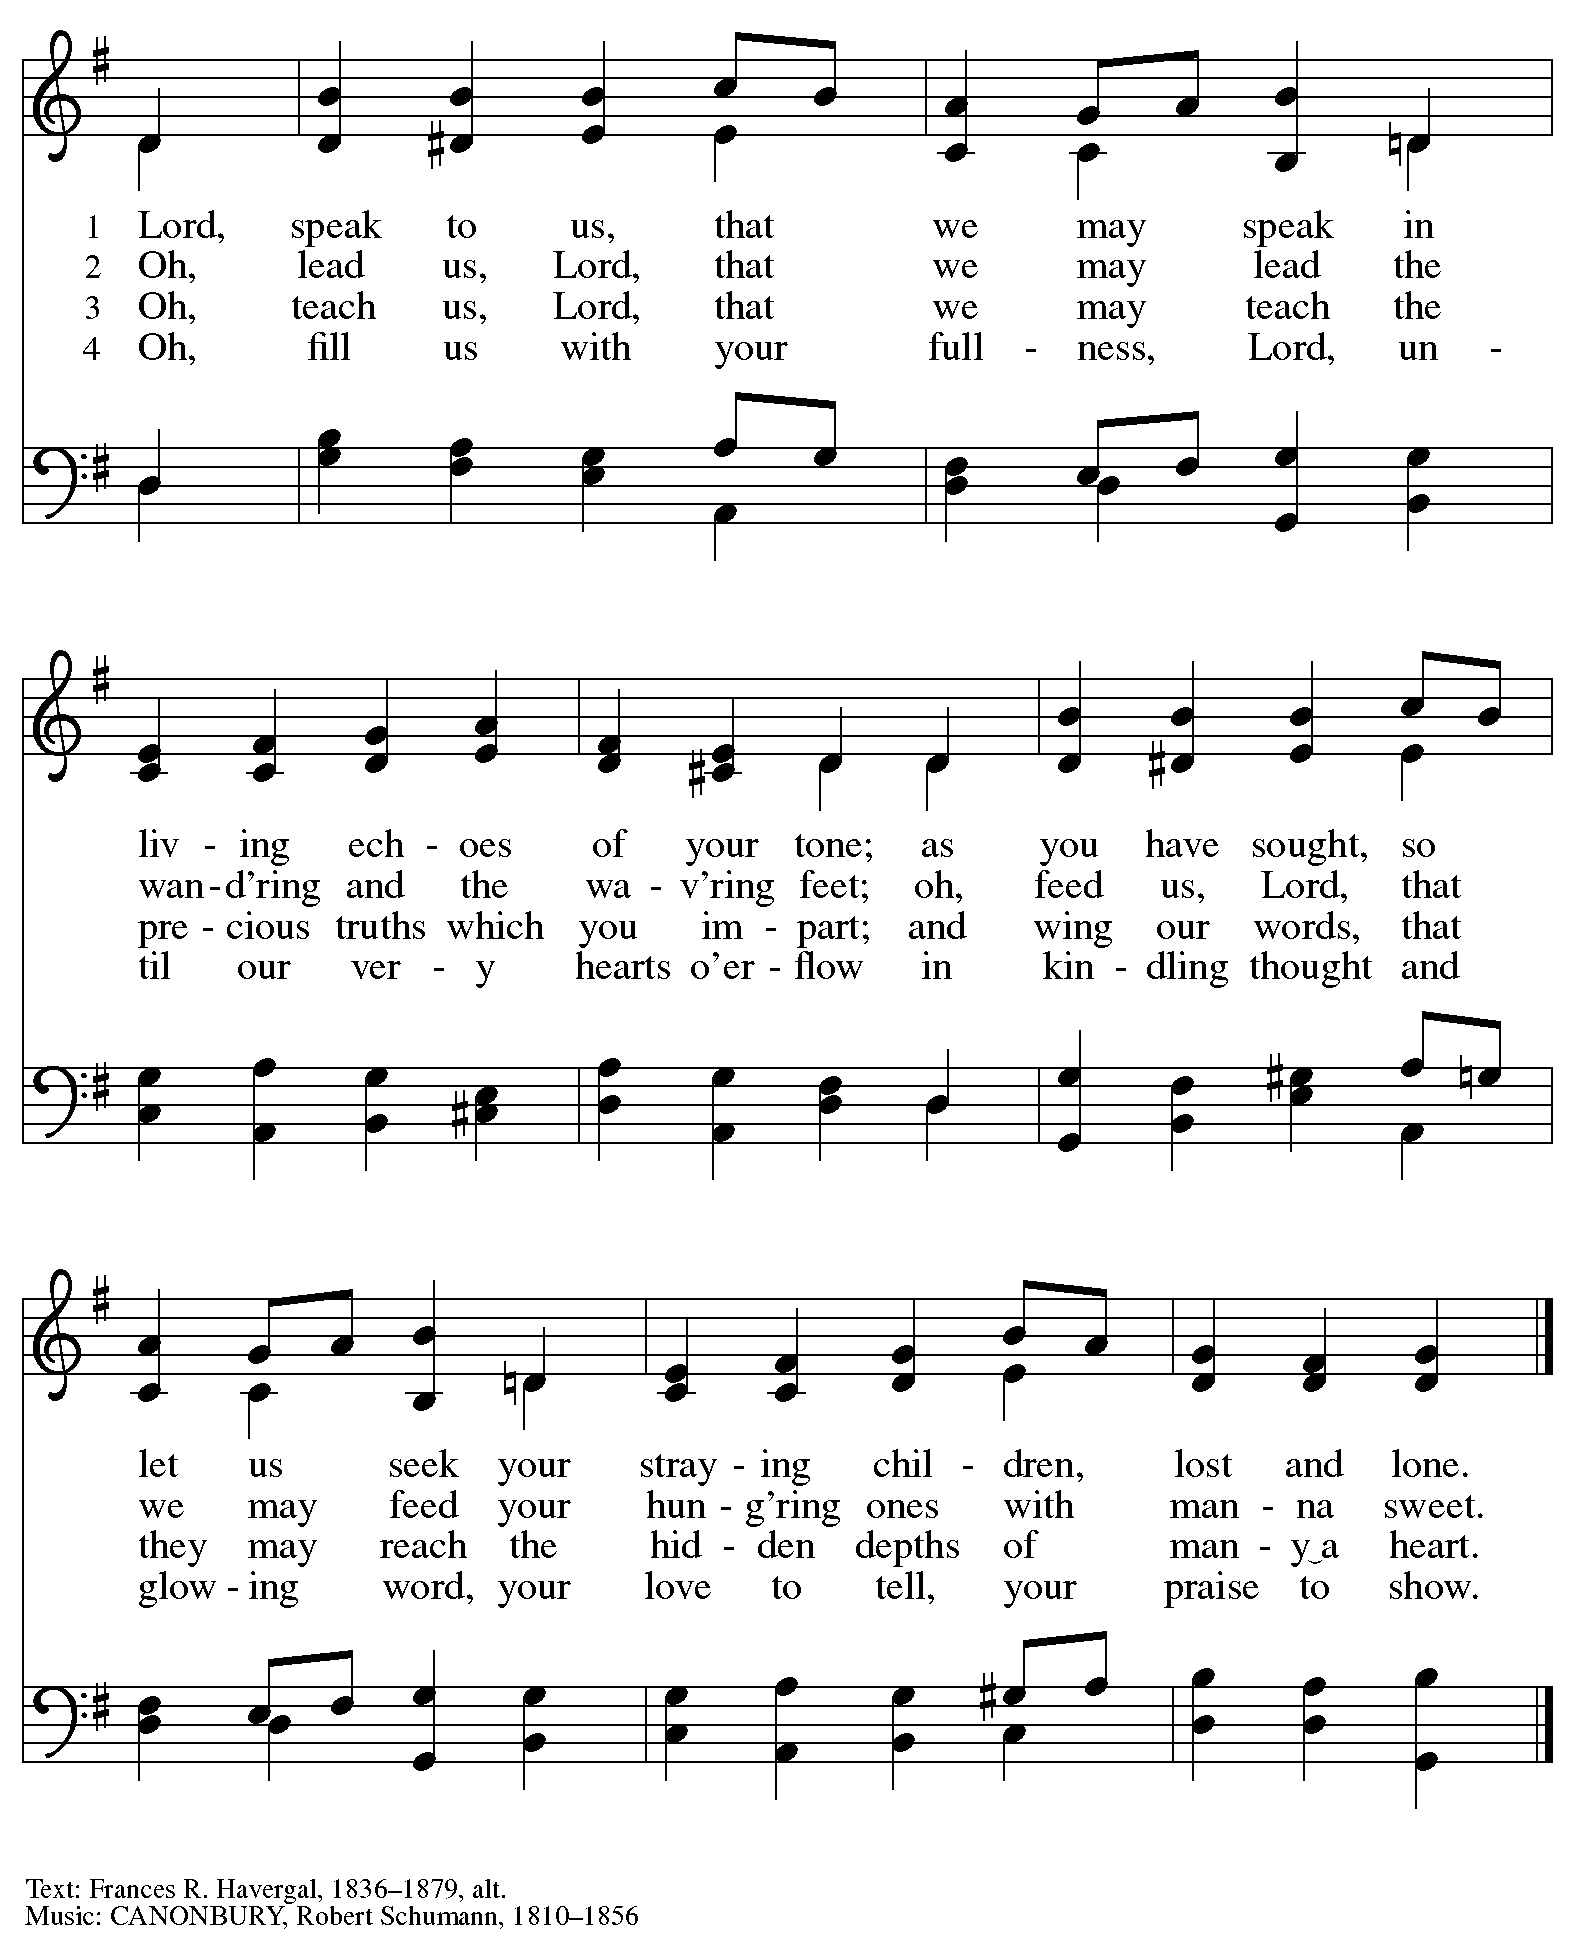 1 Lord, speak to us, that we may speak in
2 Oh, lead us, Lord, that we may lead the
3 Oh, teach us, Lord, that we may teach the
4 Oh, fill us with your full - ness, Lord, un -
liv - ing ech - oes of your tone; as you have sought, so
wan - d’ring and the wa - v’ring feet; oh, feed us, Lord, that
pre - cious truths which you im - part; and wing our words, that
til our ver - y hearts o’er - flow in kin - dling thought and
let us seek your stray - ing chil - dren, lost and lone.
we may feed your hun - g’ring ones with man - na sweet.
they may reach the hid - den depths of man - y‿a heart.
glow - ing word, your love to tell, your praise to show.
Text: Frances R. Havergal, 1836–1879, alt.
Music: CANONBURY, Robert Schumann, 1810–1856